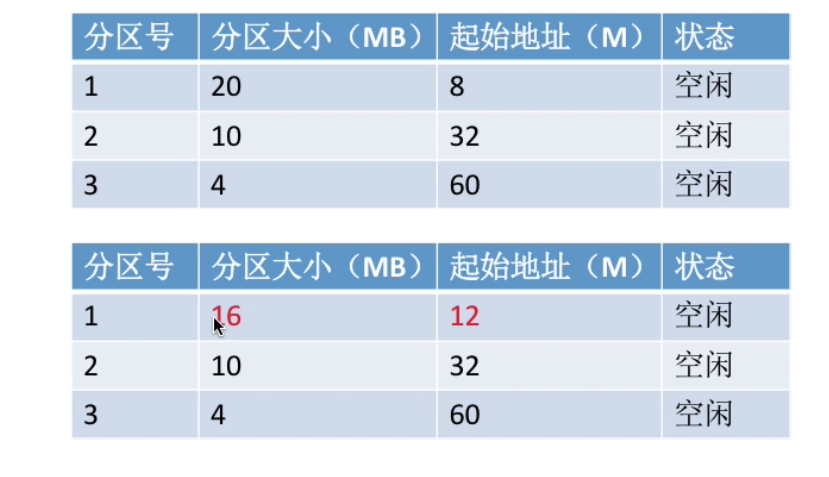 分区号 分区大小（MB） 起始地址（M） 状态
1 20 8 空闲
2 10 32 空闲
3 4 60 空闲
分区号 分区大小（MB） 起始地址（M） 状态
1 16 12 空闲
2 10 32 空闲
3 4 60 空闲